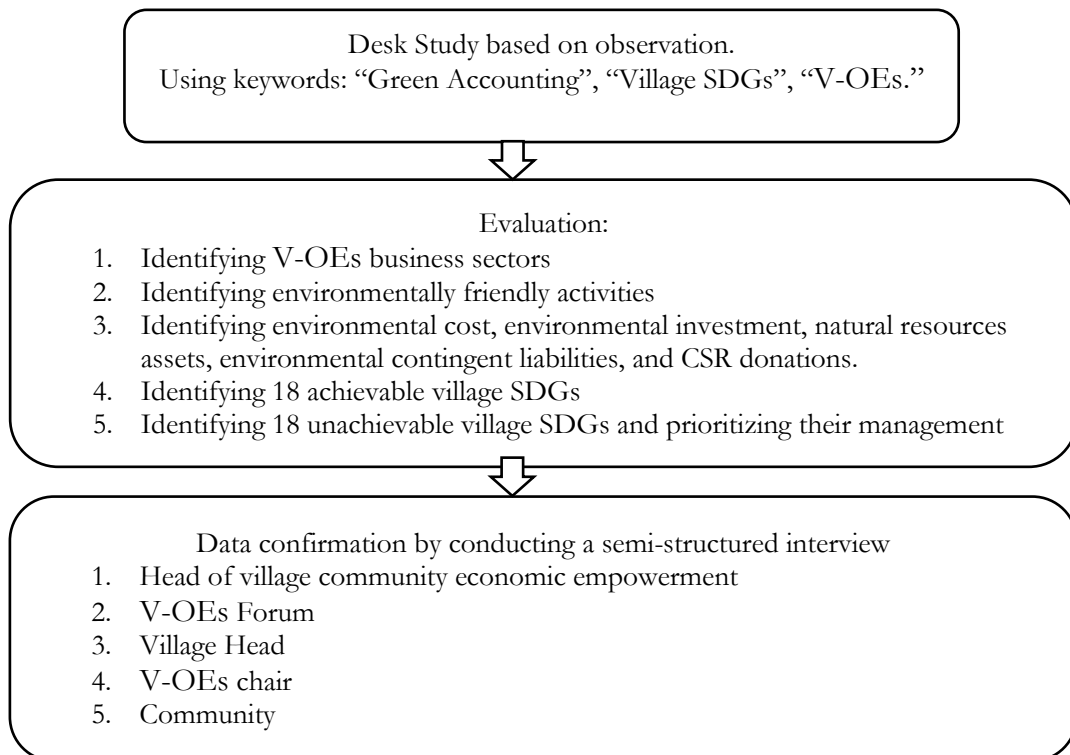 Desk Study based on observation.
Using keywords: “Green Accounting”, “Village SDGs”, “V-OEs.”
Evaluation:
1. Identifying V-OEs business sectors
2. Identifying environmentally friendly activities
3. Identifying environmental cost, environmental investment, natural resources
assets, environmental contingent liabilities, and CSR donations.
4. Identifying 18 achievable village SDGs
5. Identifying 18 unachievable village SDGs and prioritizing their management
Data confirmation by conducting a semi-structured interview
1. Head of village community economic empowerment
2. V-OEs Forum
3. Village Head
4. V-OEs chair
5. Community